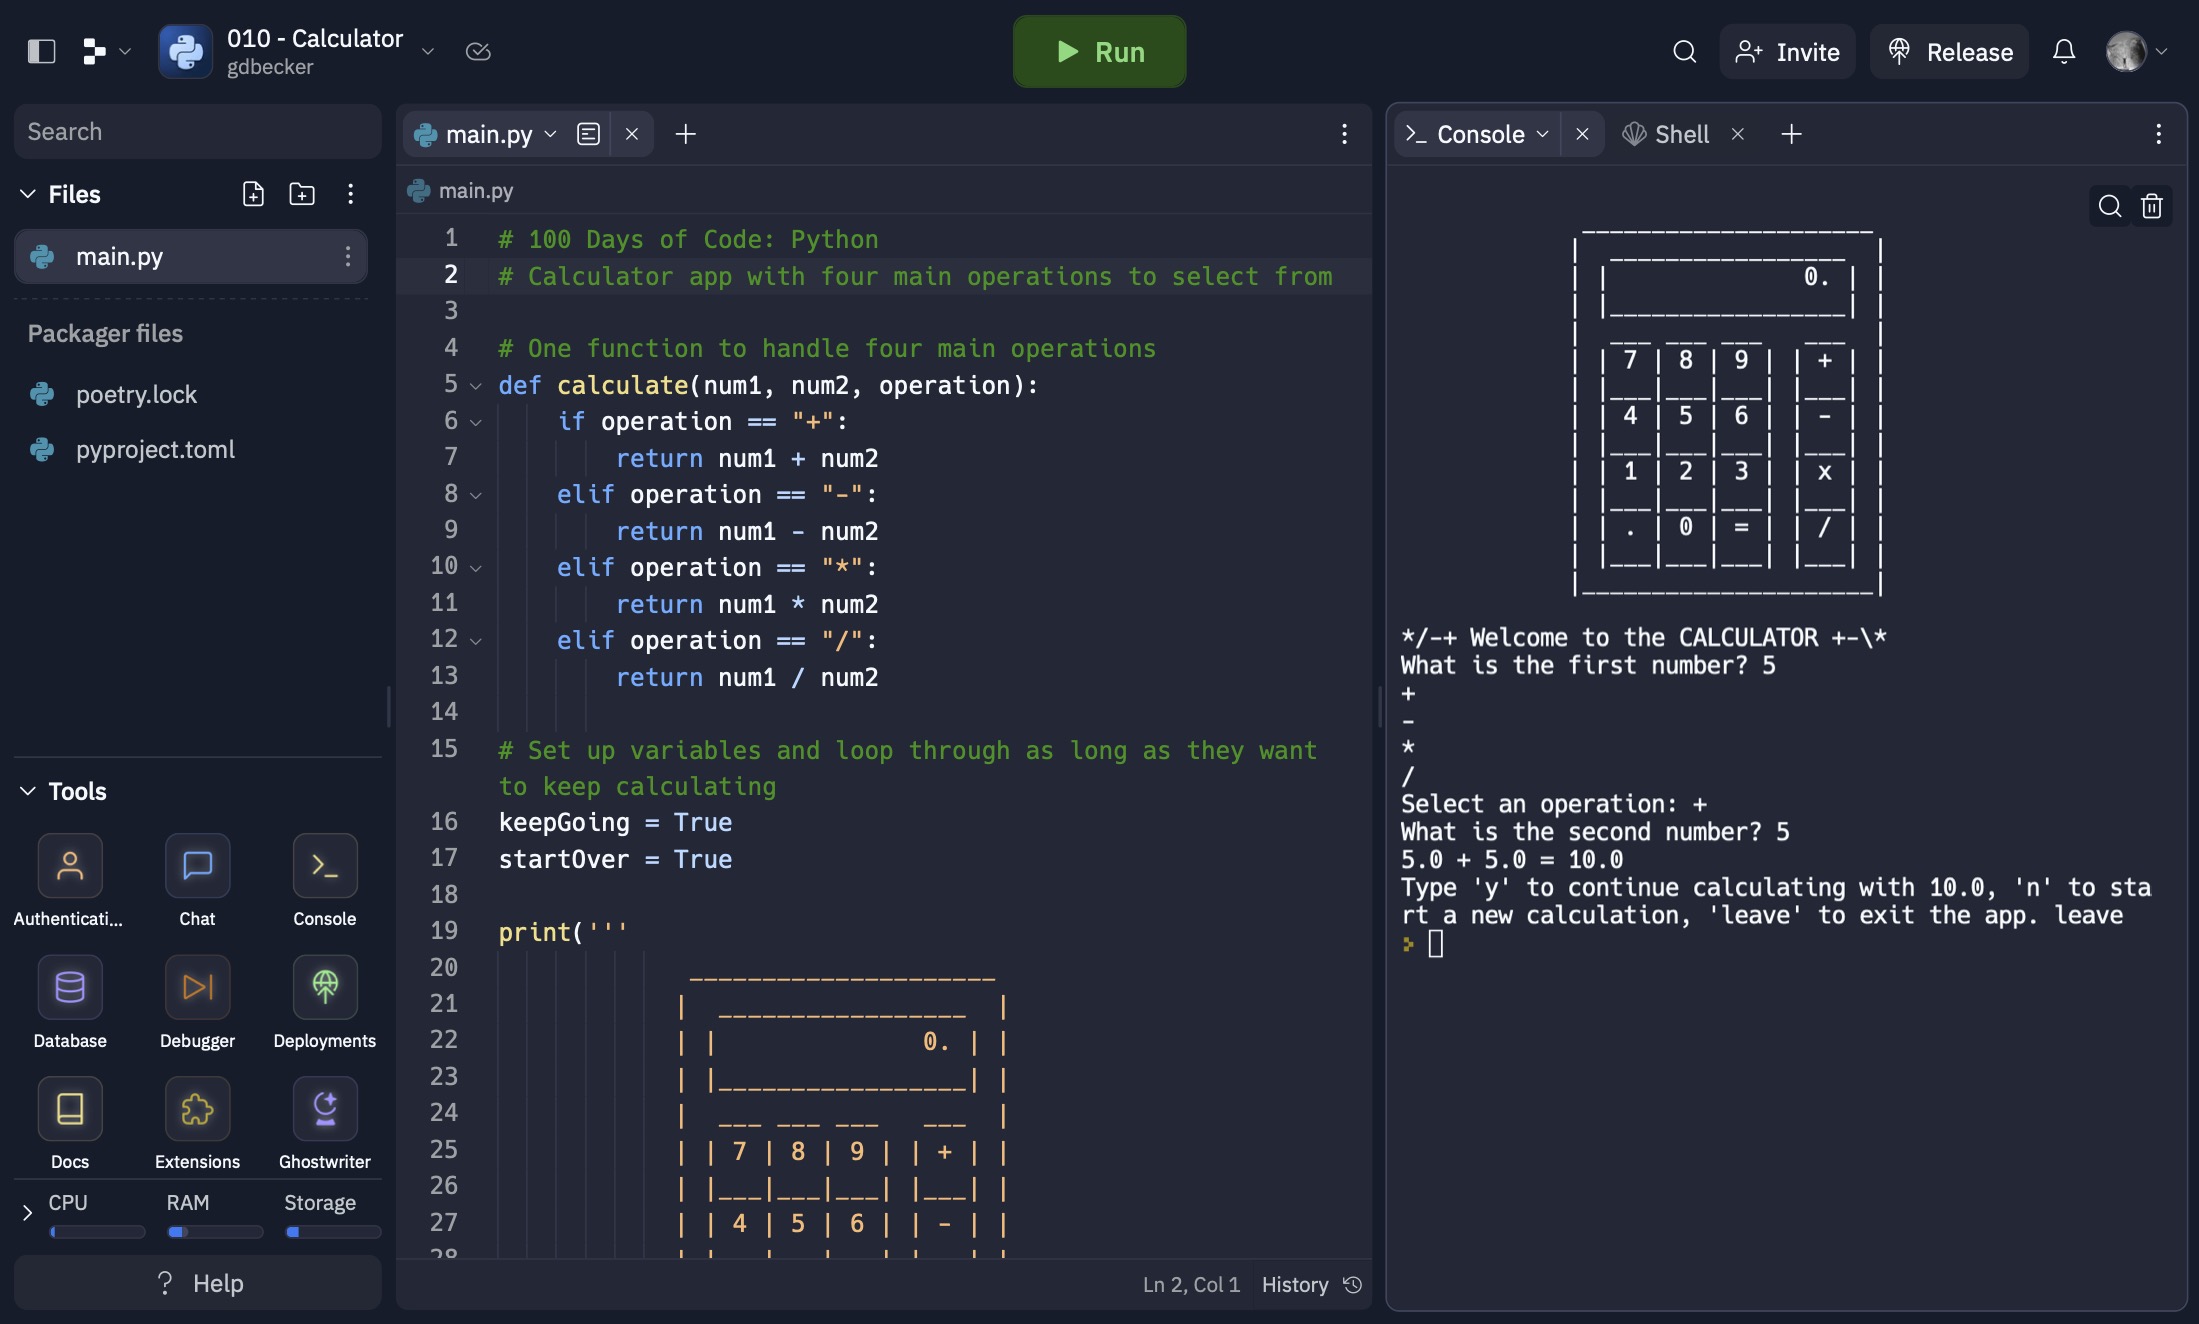 010 - Calculator
gdbecker
Run
Invite
Release
Search
Files
main.py
Packager files
poetry.lock
pyproject.toml
Tools
Authenticati...
Chat
Console
Database
Debugger
Deployments
Docs
Extensions
Ghostwriter
CPU
RAM
Storage
? Help
main.py
main.py
1 # 100 Days of Code: Python
2 # Calculator app with four main operations to select from
3
4 # One function to handle four main operations
5 def calculate(num1, num2, operation):
6 if operation == "+":
7 return num1 + num2
8 elif operation == "-":
9 return num1 - num2
10 elif operation == "*":
11 return num1 * num2
12 elif operation == "/":
13 return num1 / num2
14
15 # Set up variables and loop through as long as they want
to keep calculating
16 keepGoing = True
17 startOver = True
18
19 print('''
20  _____________________
21 |  _________________  |
22 | |              0. | |
23 | |_________________| |
24 |  ___ ___ ___   ___  |
25 | | 7 | 8 | 9 | | + | |
26 | |___|___|___| |___| |
27 | | 4 | 5 | 6 | | - | |
28
Ln 2, Col 1
History
>_ Console
Shell
 _____________________
|  _________________  |
| |              0. | |
| |_________________| |
|  ___ ___ ___   ___  |
| | 7 | 8 | 9 | | + | |
| |___|___|___| |___| |
| | 4 | 5 | 6 | | - | |
| |___|___|___| |___| |
| | 1 | 2 | 3 | | x | |
| |___|___|___| |___| |
| | . | 0 | = | | / | |
| |___|___|___| |___| |
|_____________________|
*/-+ Welcome to the CALCULATOR +-\*
What is the first number? 5
+
-
*
/
Select an operation: +
What is the second number? 5
5.0 + 5.0 = 10.0
Type 'y' to continue calculating with 10.0, 'n' to sta
rt a new calculation, 'leave' to exit the app. leave